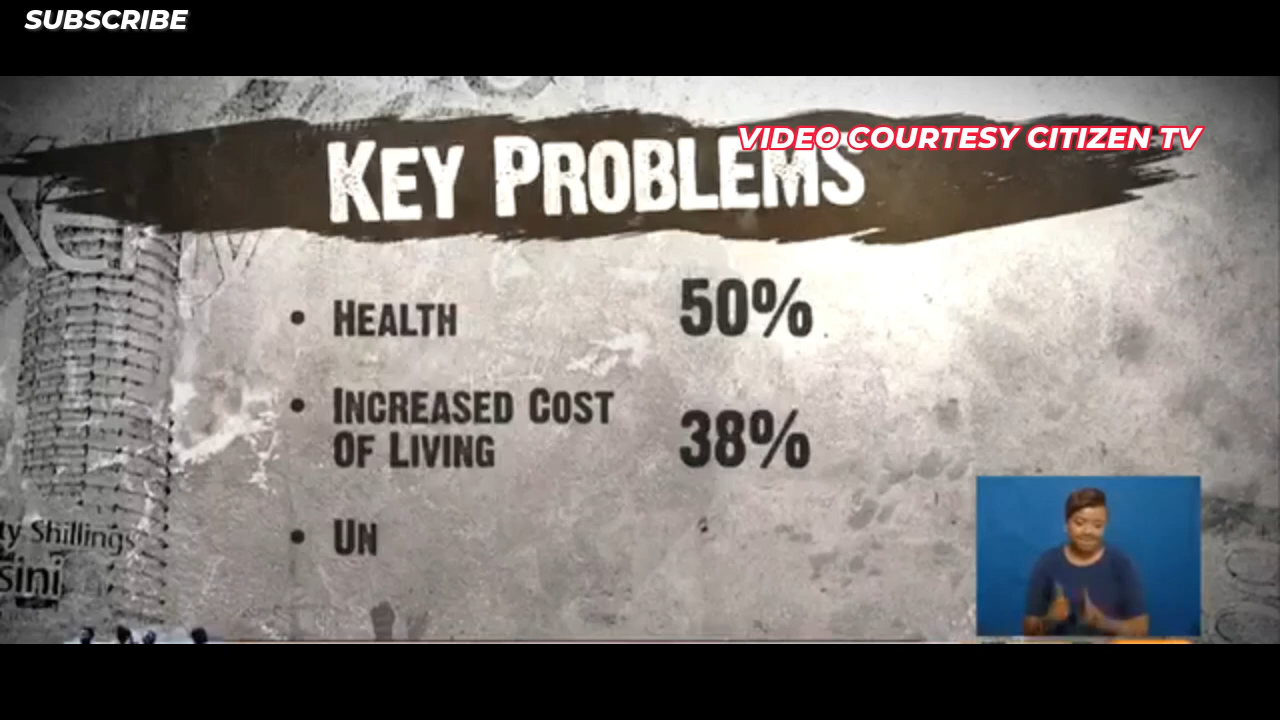 SUBSCRIBE
VIDEO COURTESY CITIZEN TV
KEY PROBLEMS
• HEALTH 50%
• INCREASED COST
OF LIVING 38%
• UN
ty Shillings
sini